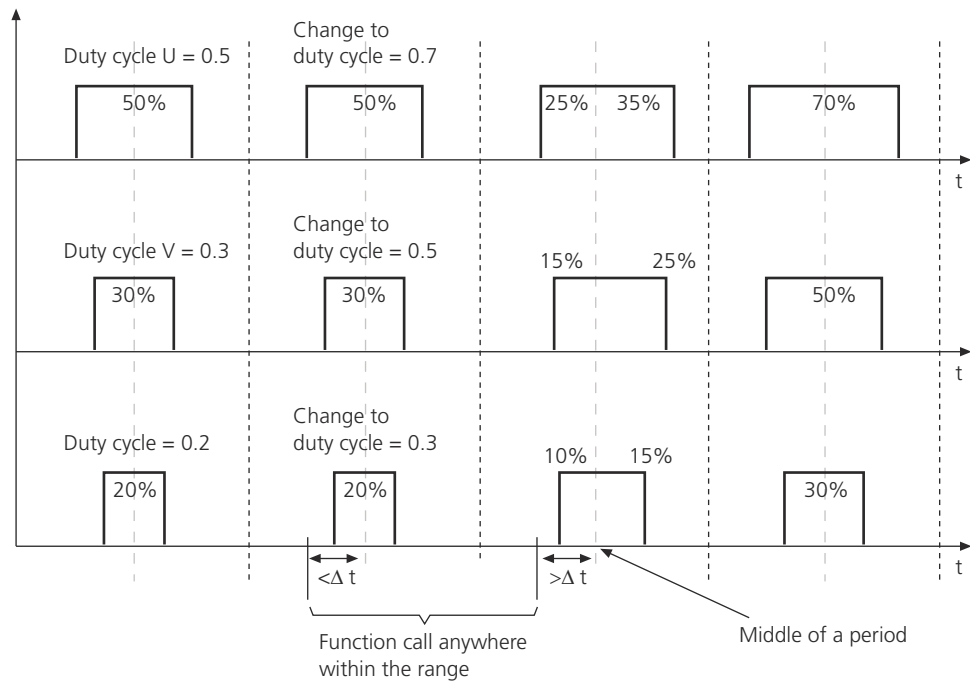 Duty cycle U = 0.5
Change to
duty cycle = 0.7
50%
50%
25%
35%
70%
t
Duty cycle V = 0.3
Change to
duty cycle = 0.5
30%
30%
15%
25%
50%
t
Duty cycle = 0.2
Change to
duty cycle = 0.3
20%
20%
10%
15%
30%
t
<Δ t
>Δ t
Function call anywhere
within the range
Middle of a period